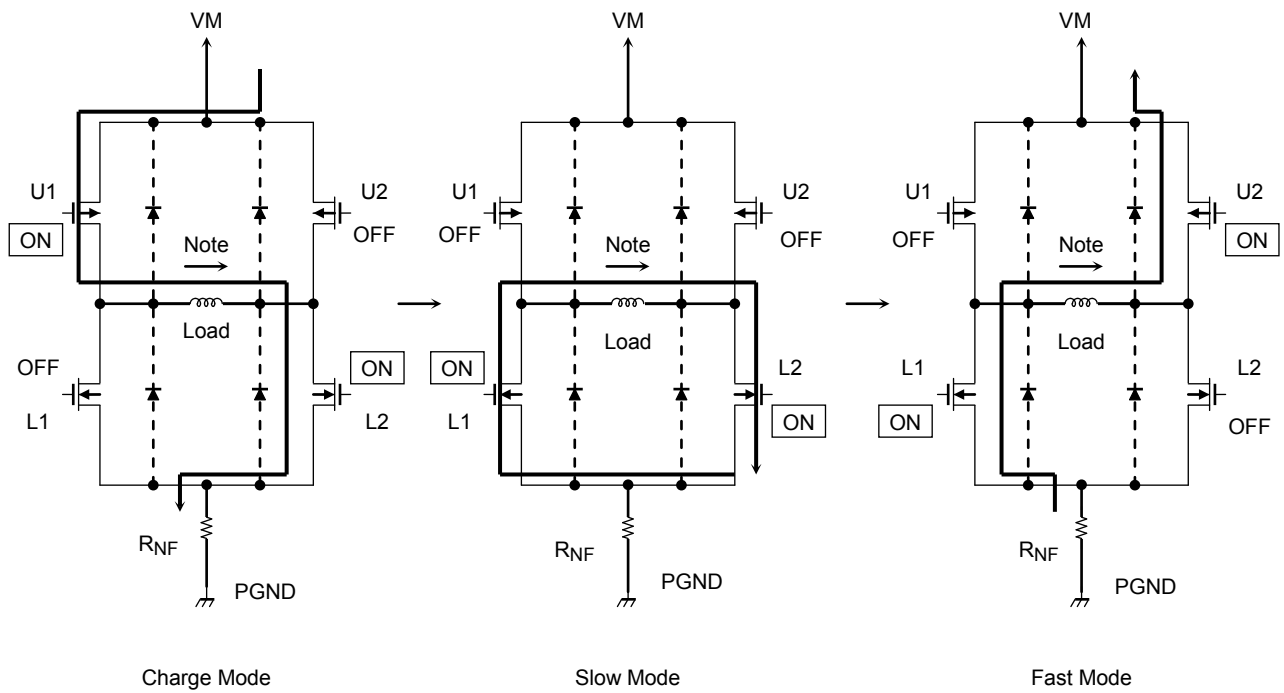 VM
U1
ON
U2
OFF
Note
Load
OFF
L1
ON
L2
RNF
PGND
Charge Mode
VM
U1
OFF
U2
OFF
Note
Load
ON
L1
L2
ON
RNF
PGND
Slow Mode
VM
U1
OFF
U2
ON
Note
Load
L1
ON
L2
OFF
RNF
PGND
Fast Mode